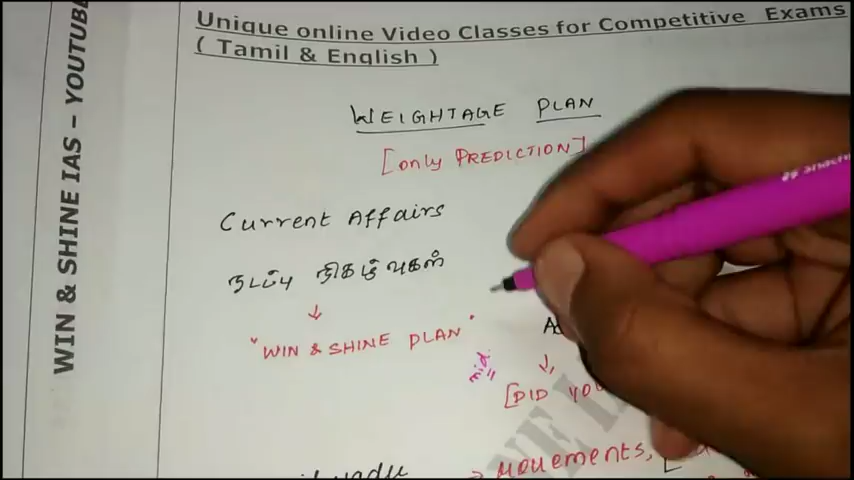 WIN & SHINE IAS – YOUTUBE
Unique online Video Classes for Competitive Exams
( Tamil & English )
WEIGHTAGE PLAN
[only PREDICTION]
Current Affairs
நடப்பு நிகழ்வுகள்
↓
"WIN & SHINE PLAN"
mid
↓
[DID YOU
→ Movements,